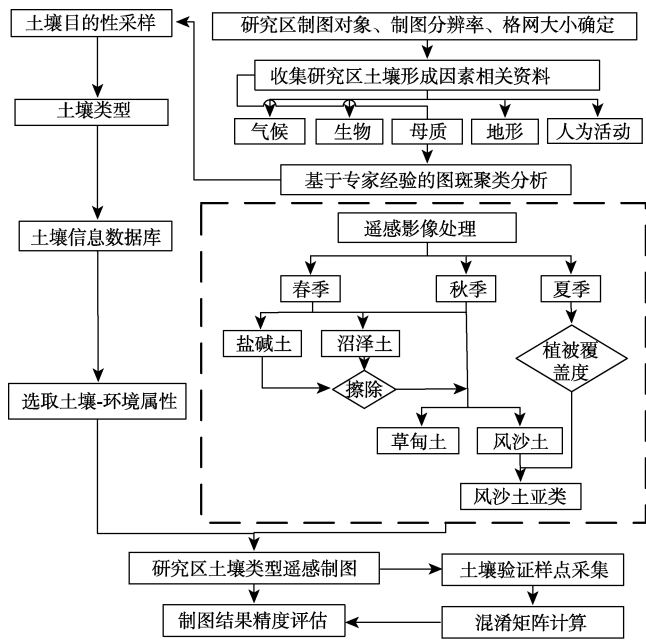 土壤目的性采样
研究区制图对象、制图分辨率、格网大小确定
收集研究区土壤形成因素相关资料
土壤类型
气候
生物
母质
地形
人为活动
基于专家经验的图斑聚类分析
土壤信息数据库
遥感影像处理
春季
秋季
夏季
盐碱土
沼泽土
植被覆
盖度
擦除
选取土壤-环境属性
草甸土
风沙土
风沙土亚类
研究区土壤类型遥感制图
土壤验证样点采集
制图结果精度评估
混淆矩阵计算